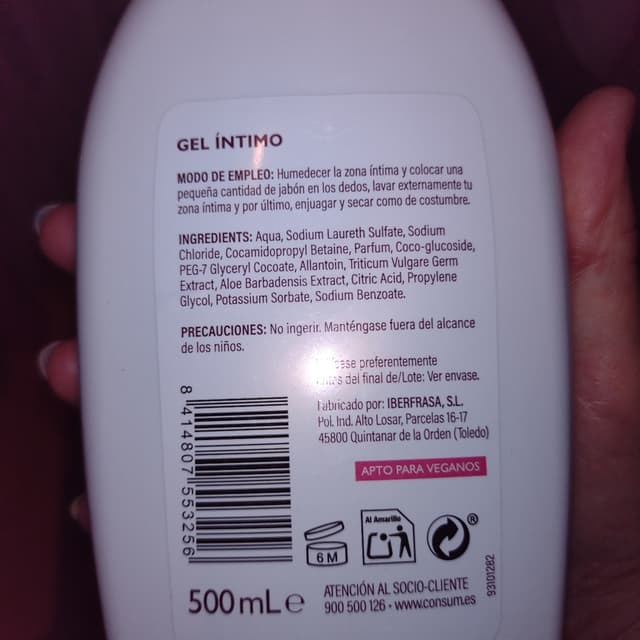 GEL ÍNTIMO
MODO DE EMPLEO: Humedecer la zona íntima y colocar una
pequeña cantidad de jabón en los dedos, lavar externamente tu
zona íntima y por último, enjuagar y secar como de costumbre.
INGREDIENTS: Aqua, Sodium Laureth Sulfate, Sodium
Chloride, Cocamidopropyl Betaine, Parfum, Coco-glucoside,
PEG-7 Glyceryl Cocoate, Allantoin, Triticum Vulgare Germ
Extract, Aloe Barbadensis Extract, Citric Acid, Propylene
Glycol, Potassium Sorbate, Sodium Benzoate.
PRECAUCIONES: No ingerir. Manténgase fuera del alcance
de los niños.
preferentemente
del final de/Lote: Ver envase.
Fabricado por: IBERFRASA, S.L.
Pol. Ind. Alto Losar, Parcelas 16-17
45800 Quintanar de la Orden (Toledo)
APTO PARA VEGANOS
8 414807 553256
6 M
Al Amarillo
®
93101282
500 mL e
ATENCIÓN AL SOCIO-CLIENTE
900 500 126 • www.consum.es